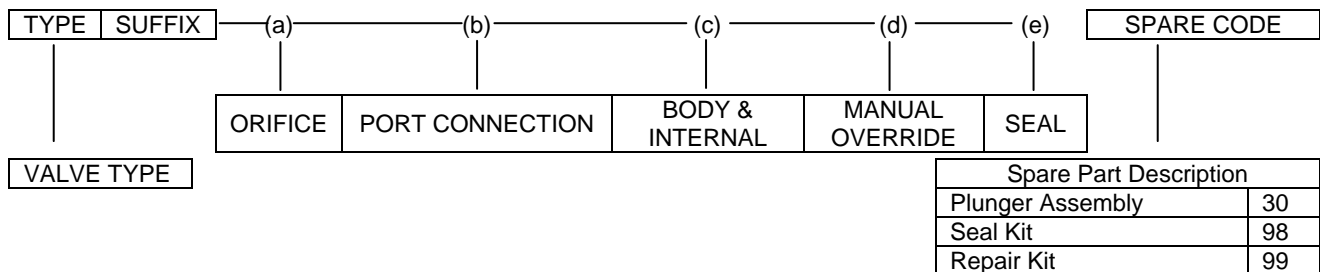 TYPE SUFFIX (a) (b) (c) (d) (e) SPARE CODE
ORIFICE PORT CONNECTION BODY & INTERNAL MANUAL OVERRIDE SEAL
VALVE TYPE
Spare Part Description
Plunger Assembly 30
Seal Kit 98
Repair Kit 99